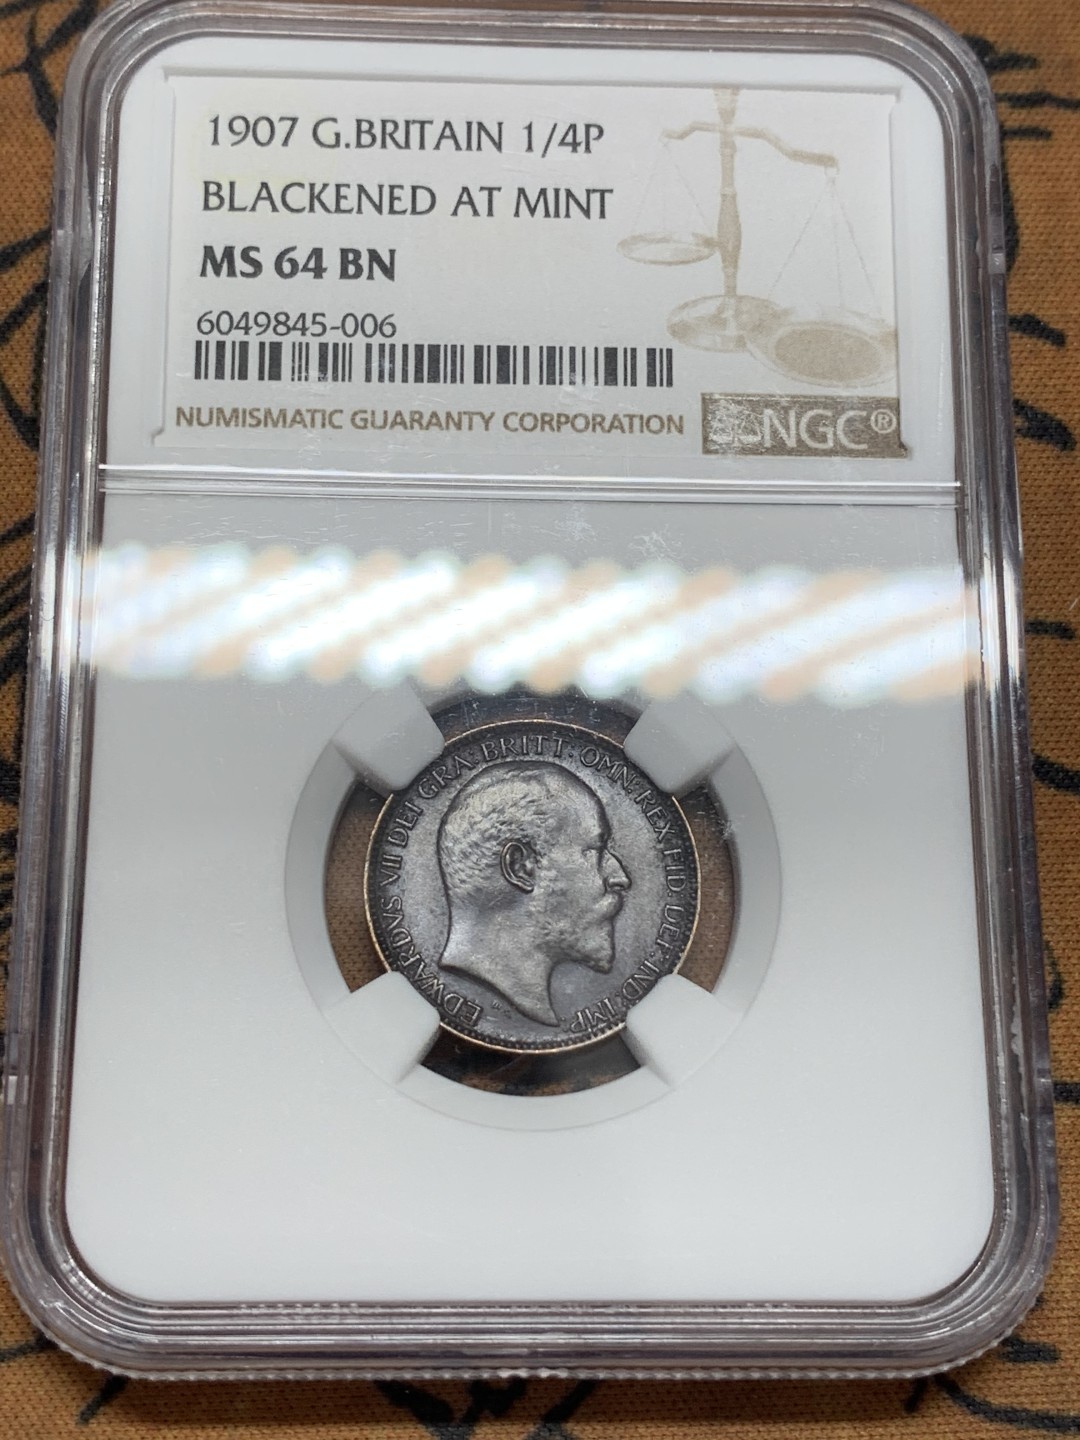 1907 G.BRITAIN 1/4P
BLACKENED AT MINT
MS 64 BN
6049845-006
NUMISMATIC GUARANTY CORPORATION
NGC®
EDWARDVS VII DEI GRA: BRITT: OMN: REX FID: DEF: IND: IMP: